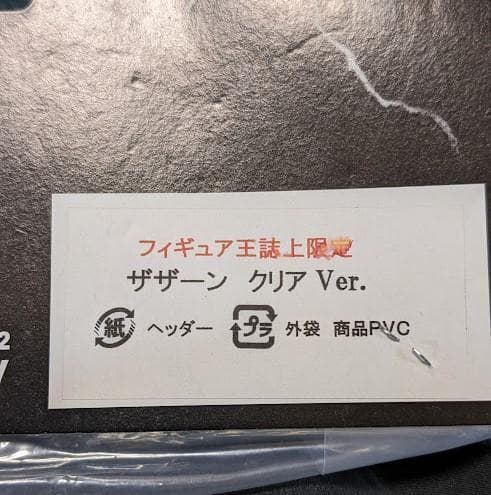 フィギュア王誌上限定
ザザーン クリア Ver.
紙 ヘッダー プラ 外袋 商品PVC
2